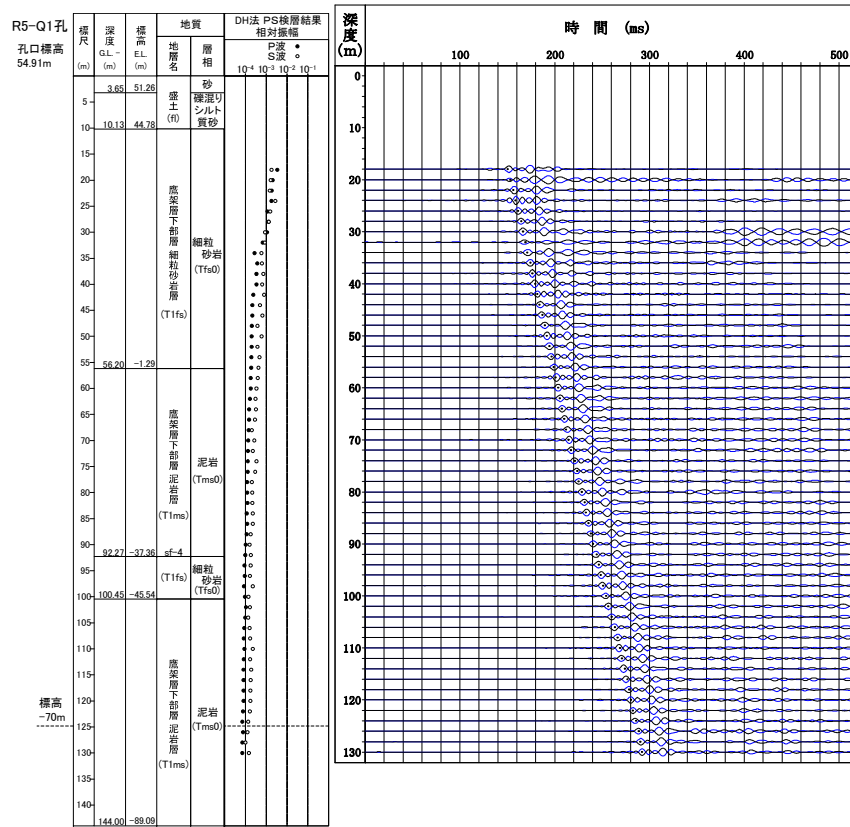 R5-Q1孔
孔口標高
54.91m
標尺
(m)
深度
G.L.−
(m)
標高
E.L.
(m)
地質
地層名
層相
DH法 PS検層結果
相対振幅
P波 ●
S波 ○
10⁻⁴ 10⁻³ 10⁻² 10⁻¹
3.65 51.26
10.13 44.78
56.20 −1.29
92.27 −37.36
100.45 −45.54
144.00 −89.09
5
10
15
20
25
30
35
40
45
50
55
60
65
70
75
80
85
90
95
100
105
110
115
120
125
130
135
140
盛土
(fl)
砂
礫混り
シルト
質砂
鷹架層下部層 細粒砂岩層
(T1fs)
細粒
砂岩
(Tfs0)
鷹架層下部層 泥岩層
(T1ms)
泥岩
(Tms0)
sf-4
(T1fs)
細粒
砂岩
(Tfs0)
鷹架層下部層 泥岩層
(T1ms)
泥岩
(Tms0)
標高
−70m
深度
(m)
時間 (ms)
100 200 300 400 500
0
10
20
30
40
50
60
70
80
90
100
110
120
130